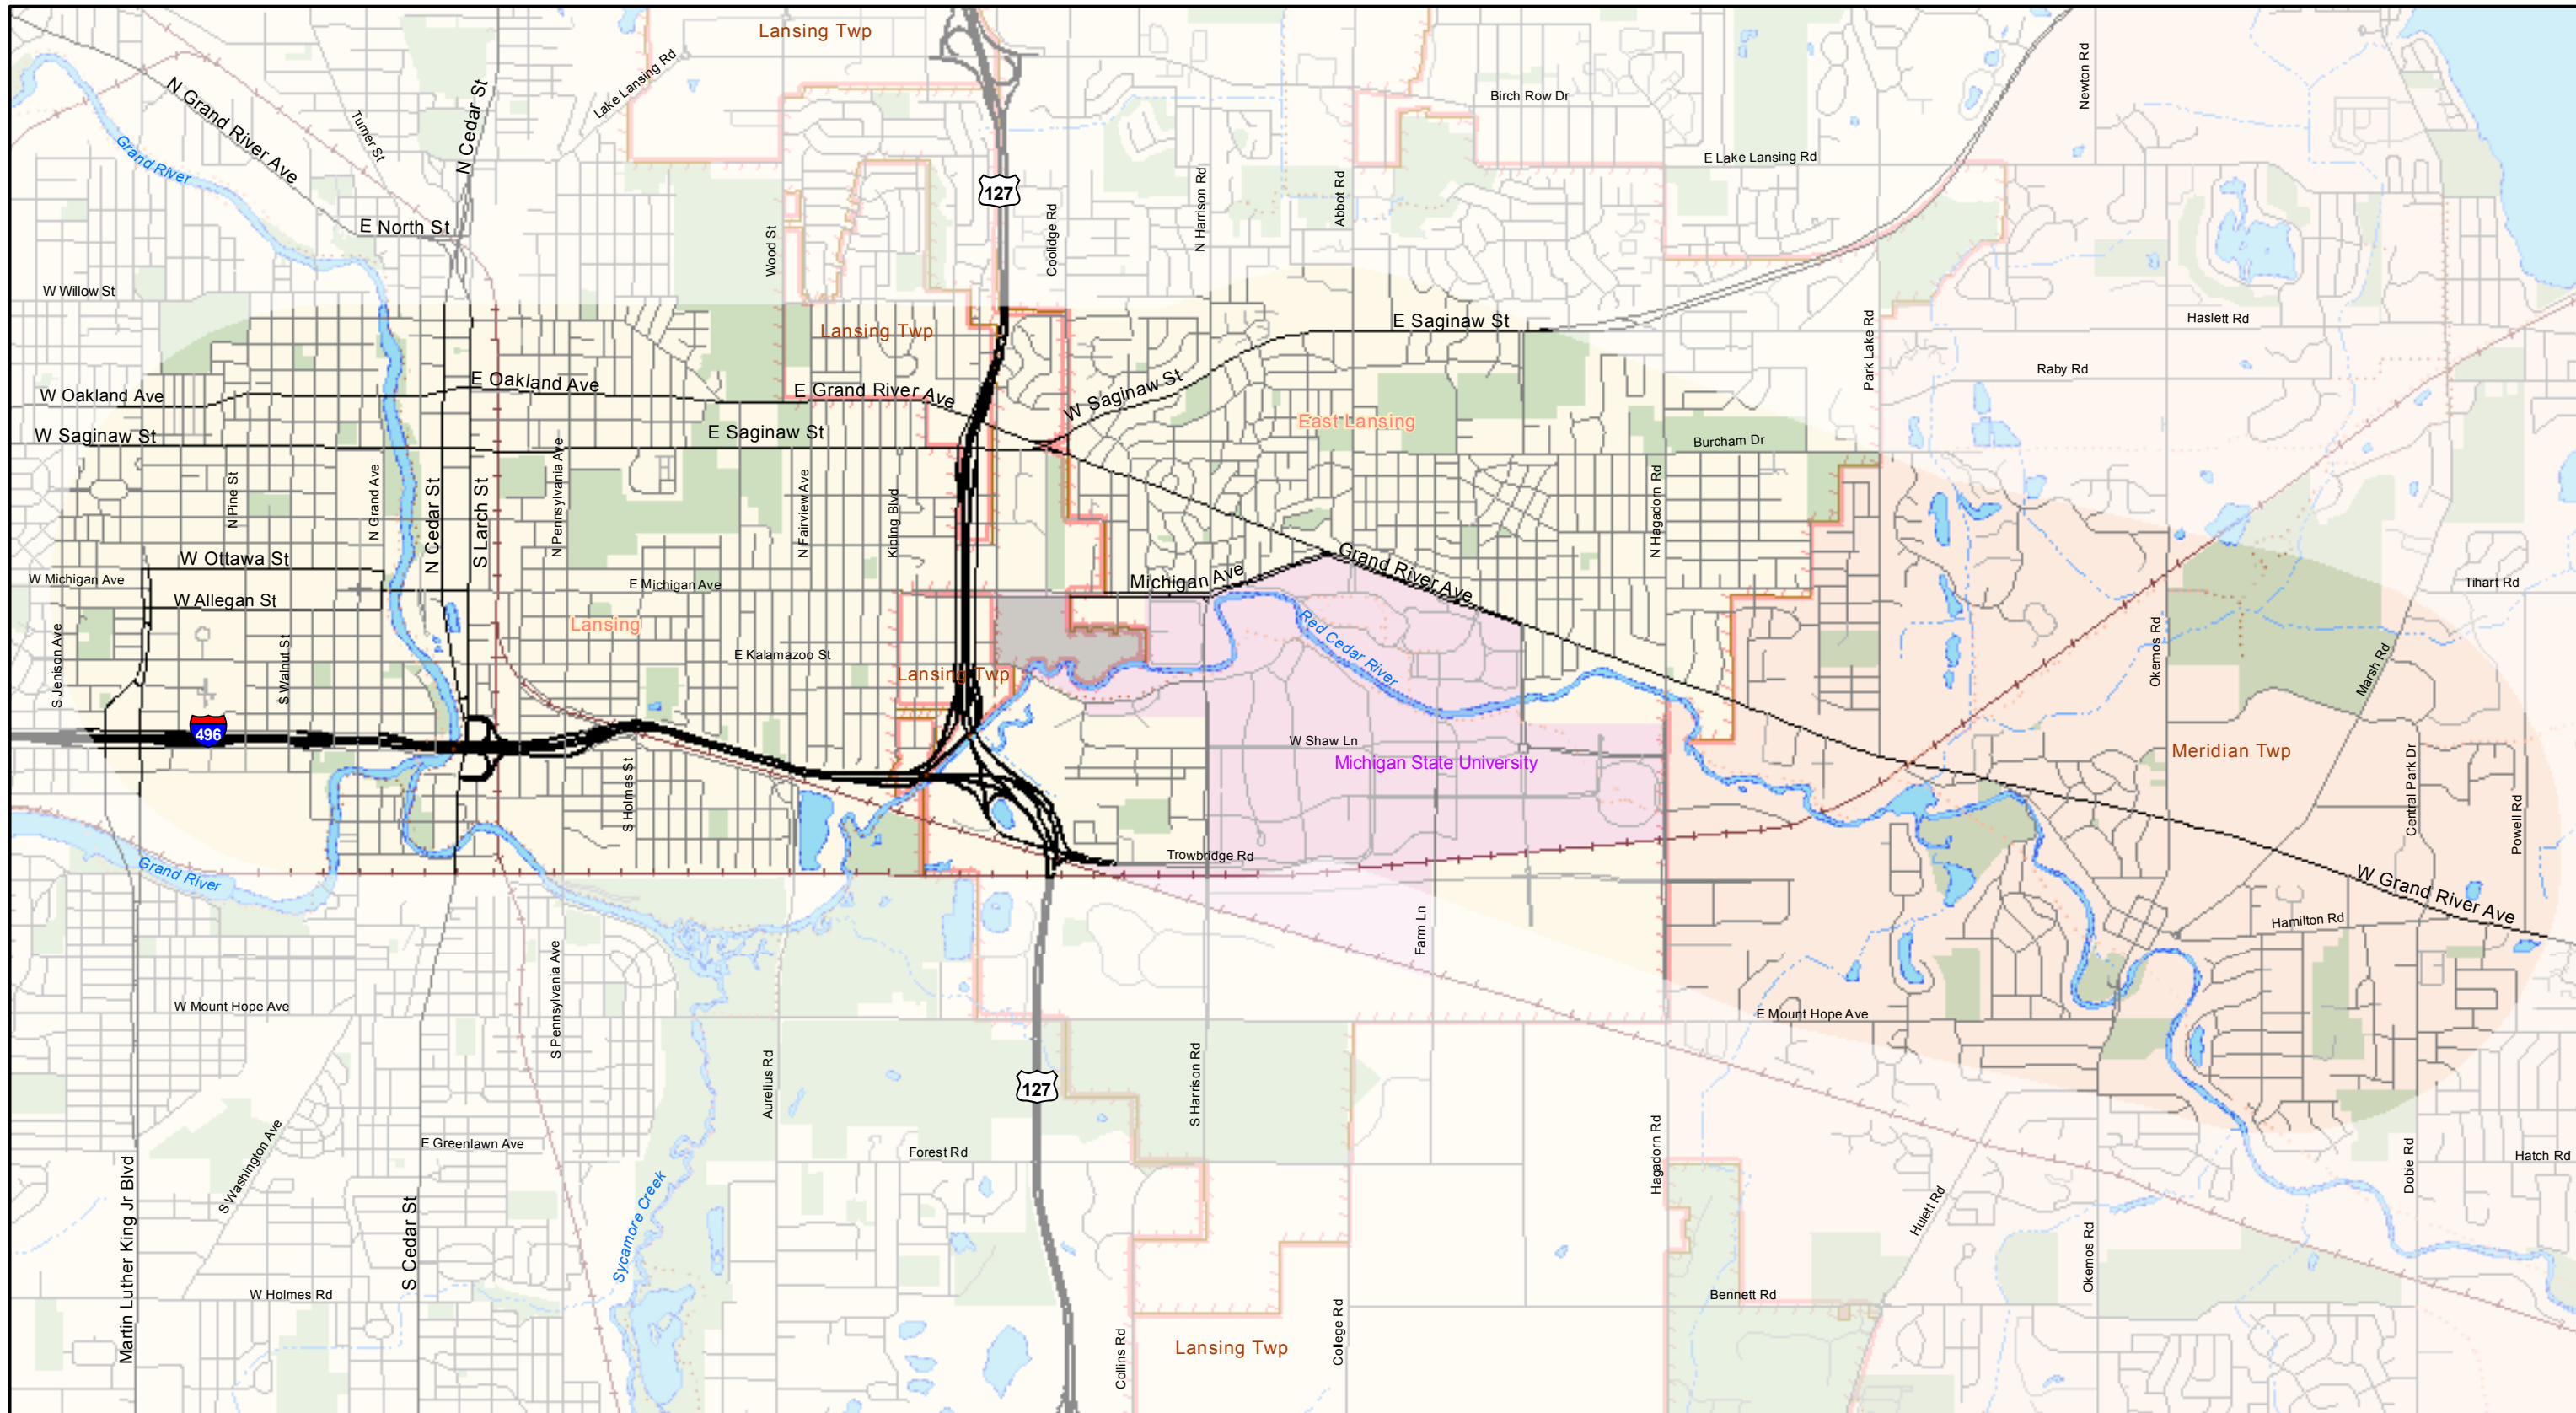 Lansing Twp
Lake Lansing Rd
N Grand River Ave
Turner St
N Cedar St
Grand River
E North St
W Willow St
Wood St
127
Coolidge Rd
N Harrison Rd
Abbot Rd
Birch Row Dr
E Lake Lansing Rd
Newton Rd
Lansing Twp
E Saginaw St
Park Lake Rd
Haslett Rd
Raby Rd
W Oakland Ave
E Oakland Ave
E Grand River Ave
W Saginaw St
W Saginaw St
E Saginaw St
East Lansing
Burcham Dr
N Pine St
N Grand Ave
N Cedar St
S Larch St
N Pennsylvania Ave
N Fairview Ave
Kipling Blvd
N Hagadorn Rd
W Ottawa St
W Michigan Ave
E Michigan Ave
Michigan Ave
Grand River Ave
Tihart Rd
W Allegan St
Lansing
Red Cedar River
S Jenison Ave
S Walnut St
E Kalamazoo St
Lansing Twp
Okemos Rd
Marsh Rd
496
W Shaw Ln
Michigan State University
Meridian Twp
S Holmes St
Central Park Dr
Powell Rd
Trowbridge Rd
Grand River
W Grand River Ave
Hamilton Rd
Farm Ln
S Pennsylvania Ave
W Mount Hope Ave
E Mount Hope Ave
Aurelius Rd
127
S Harrison Rd
S Washington Ave
E Greenlawn Ave
Forest Rd
Hagadorn Rd
Dobie Rd
Hatch Rd
Martin Luther King Jr Blvd
S Cedar St
Sycamore Creek
Hulett Rd
Okemos Rd
W Holmes Rd
Bennett Rd
Collins Rd
Lansing Twp
College Rd